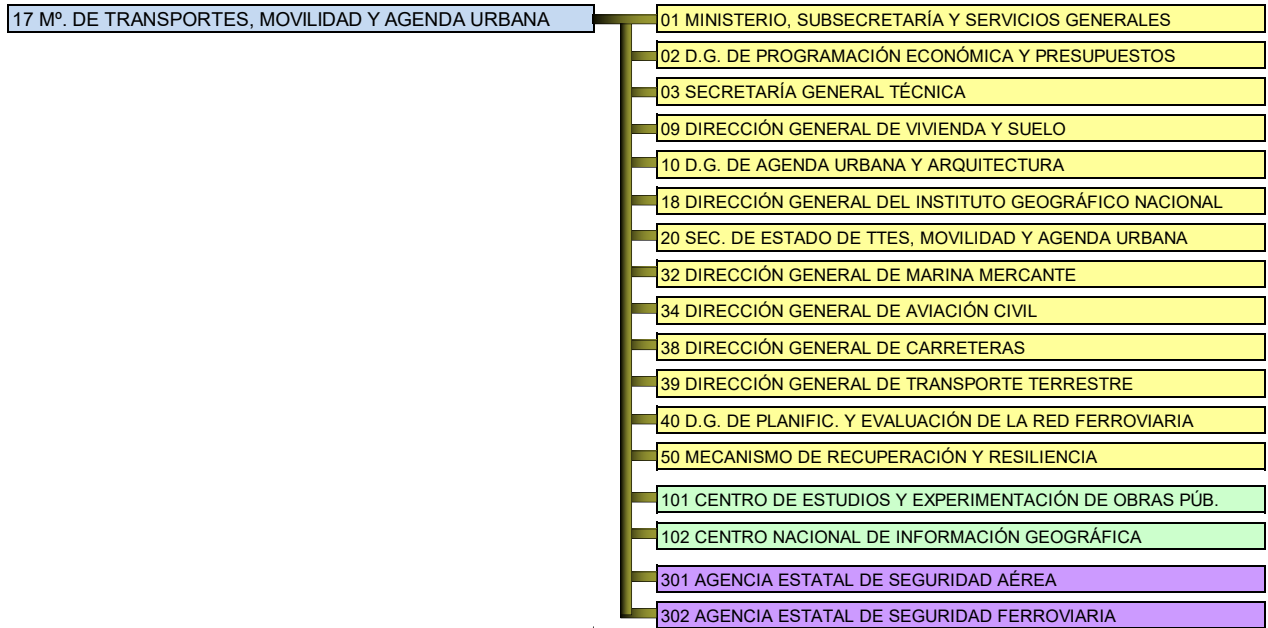 17 Mº. DE TRANSPORTES, MOVILIDAD Y AGENDA URBANA
01 MINISTERIO, SUBSECRETARÍA Y SERVICIOS GENERALES
02 D.G. DE PROGRAMACIÓN ECONÓMICA Y PRESUPUESTOS
03 SECRETARÍA GENERAL TÉCNICA
09 DIRECCIÓN GENERAL DE VIVIENDA Y SUELO
10 D.G. DE AGENDA URBANA Y ARQUITECTURA
18 DIRECCIÓN GENERAL DEL INSTITUTO GEOGRÁFICO NACIONAL
20 SEC. DE ESTADO DE TTES, MOVILIDAD Y AGENDA URBANA
32 DIRECCIÓN GENERAL DE MARINA MERCANTE
34 DIRECCIÓN GENERAL DE AVIACIÓN CIVIL
38 DIRECCIÓN GENERAL DE CARRETERAS
39 DIRECCIÓN GENERAL DE TRANSPORTE TERRESTRE
40 D.G. DE PLANIFIC. Y EVALUACIÓN DE LA RED FERROVIARIA
50 MECANISMO DE RECUPERACIÓN Y RESILIENCIA
101 CENTRO DE ESTUDIOS Y EXPERIMENTACIÓN DE OBRAS PÚB.
102 CENTRO NACIONAL DE INFORMACIÓN GEOGRÁFICA
301 AGENCIA ESTATAL DE SEGURIDAD AÉREA
302 AGENCIA ESTATAL DE SEGURIDAD FERROVIARIA